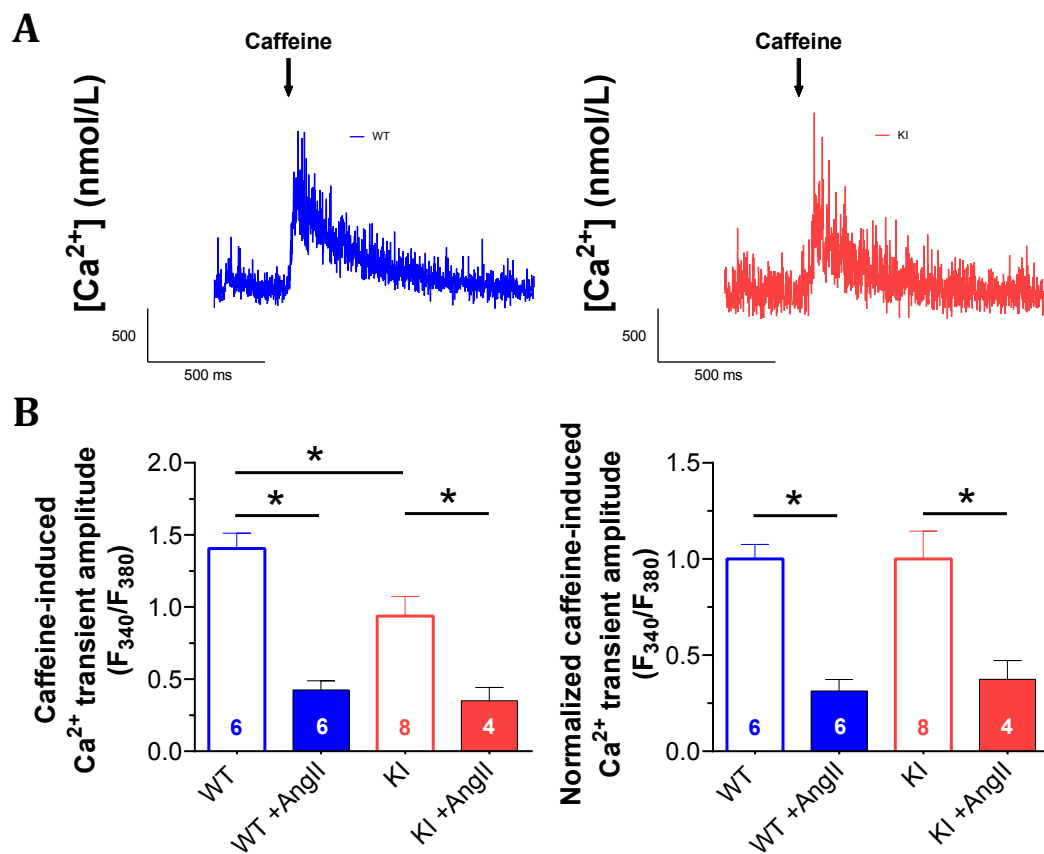 A
Caffeine
[Ca²⁺] (nmol/L)
WT
500
500 ms
Caffeine
[Ca²⁺] (nmol/L)
KI
500
500 ms
B
Caffeine-induced
Ca²⁺ transient amplitude
(F₃₄₀/F₃₈₀)
2.0
1.5
1.0
0.5
0.0
*
*
*
6
6
8
4
WT
WT +AngII
KI
KI +AngII
Normalized caffeine-induced
Ca²⁺ transient amplitude
(F₃₄₀/F₃₈₀)
1.5
1.0
0.5
0.0
*
*
6
6
8
4
WT
WT +AngII
KI
KI +AngII